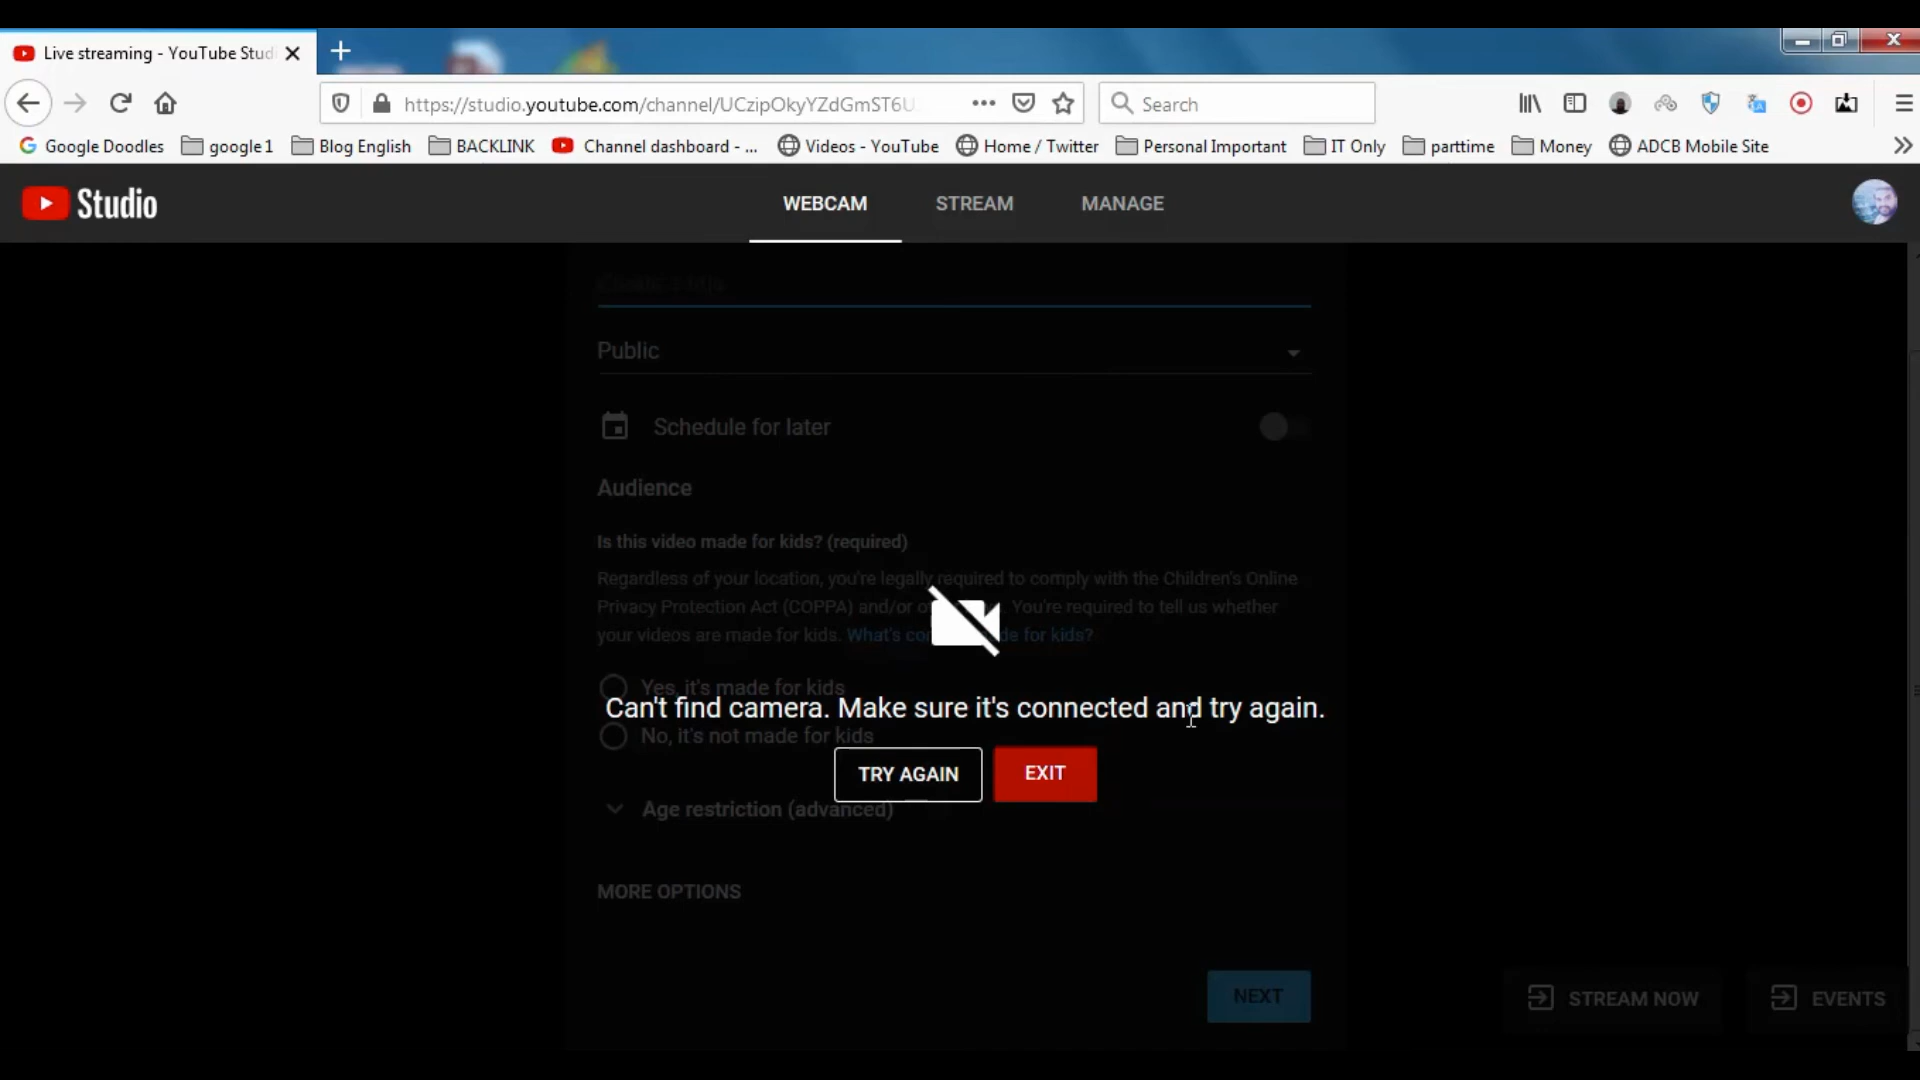 Live streaming - YouTube Studi
https://studio.youtube.com/channel/UCzipOkyYZdGmST6U
Search
Google Doodles
google1
Blog English
BACKLINK
Channel dashboard - ...
Videos - YouTube
Home / Twitter
Personal Important
IT Only
parttime
Money
ADCB Mobile Site
Studio
WEBCAM
STREAM
MANAGE
Public
Schedule for later
Audience
Is this video made for kids? (required)
Regardless of your location, you're legally required to comply with the Children's Online
Privacy Protection Act (COPPA) and/or You're required to tell us whether
your videos are made for kids. What's for kids?
Yes, it's made for kids
Can't find camera. Make sure it's connected and try again.
No, it's not made for kids
TRY AGAIN
EXIT
Age restriction (advanced)
MORE OPTIONS
NEXT
STREAM NOW
EVENTS